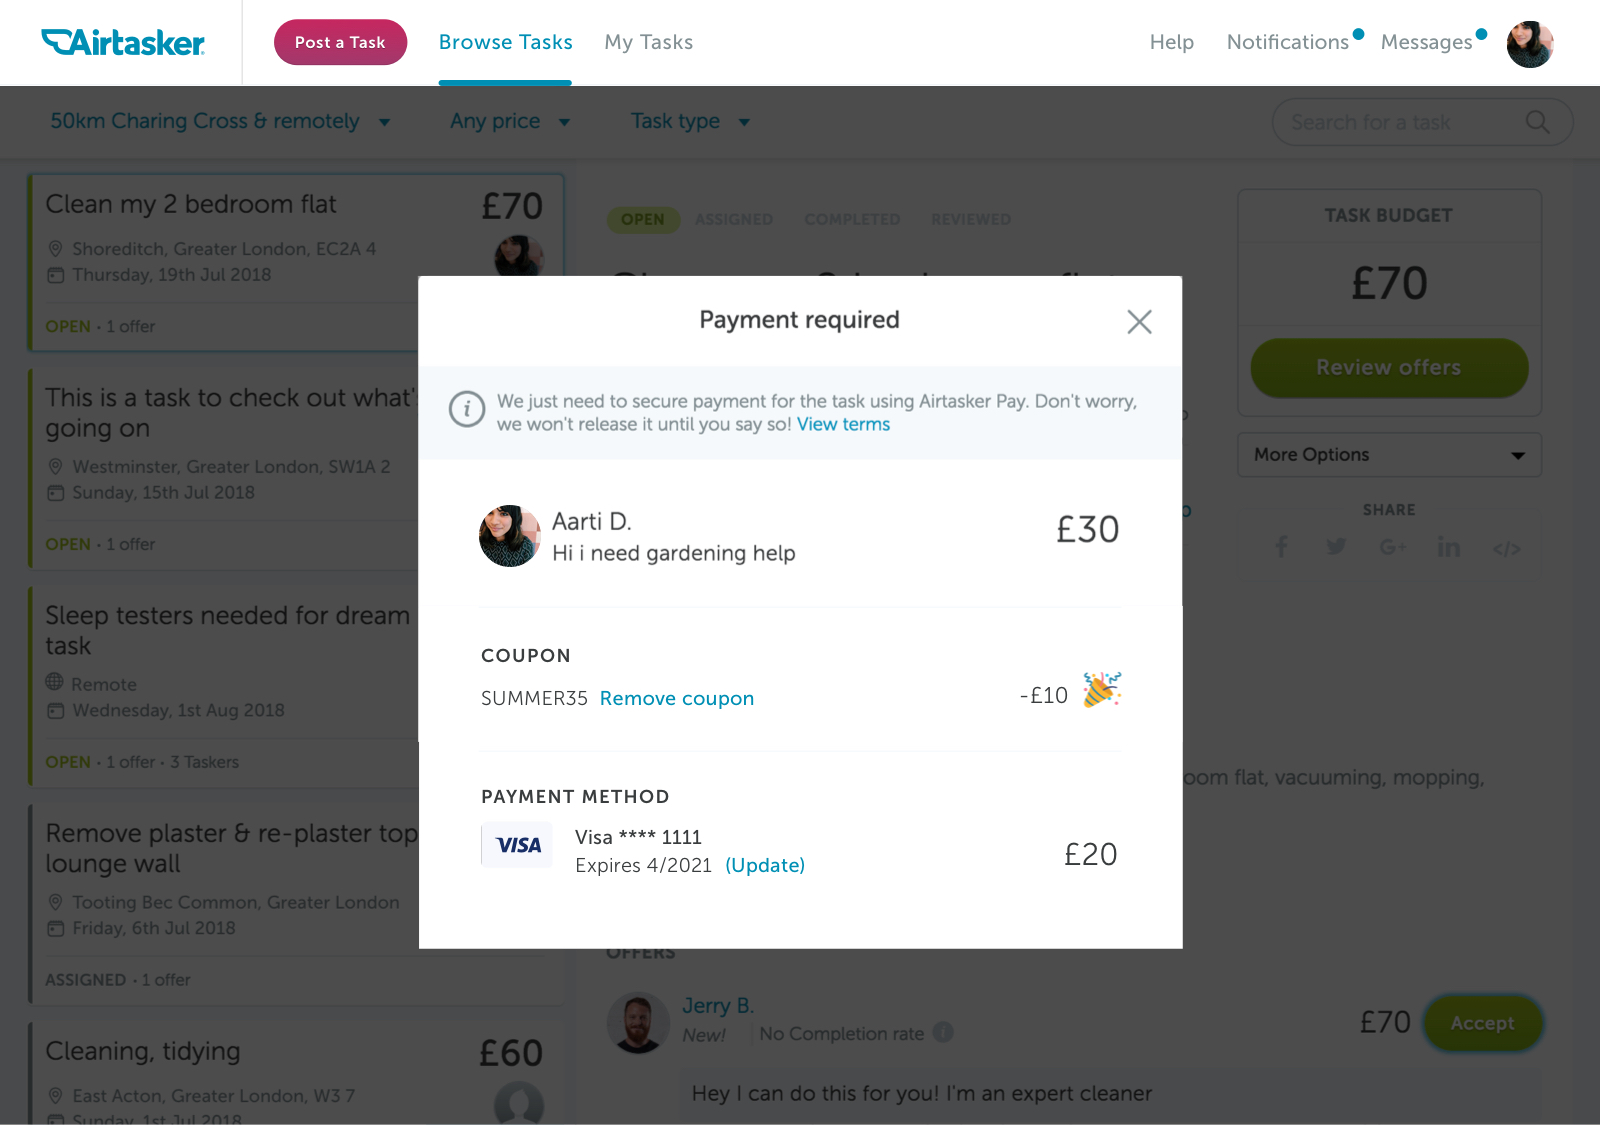 Airtasker
Post a Task
Browse Tasks
My Tasks
Help
Notifications
Messages
50km Charing Cross & remotely
Any price
Task type
Search for a task
Clean my 2 bedroom flat
£70
Shoreditch, Greater London, EC2A 4
Thursday, 19th Jul 2018
OPEN • 1 offer
This is a task to check out what's
going on
Westminster, Greater London, SW1A 2
Sunday, 15th Jul 2018
OPEN • 1 offer
Sleep testers needed for dream
task
Remote
Wednesday, 1st Aug 2018
OPEN • 1 offer • 3 Taskers
Remove plaster & re-plaster top
lounge wall
Tooting Bec Common, Greater London
Friday, 6th Jul 2018
ASSIGNED • 1 offer
Cleaning, tidying
£60
East Acton, Greater London, W3 7
Sunday, 1st Jul 2018
OPEN ASSIGNED COMPLETED REVIEWED
TASK BUDGET
£70
Review offers
More Options
SHARE
Payment required
We just need to secure payment for the task using Airtasker Pay. Don't worry,
we won't release it until you say so! View terms
Aarti D.
Hi i need gardening help
£30
COUPON
SUMMER35 Remove coupon
-£10
PAYMENT METHOD
VISA
Visa **** 1111
Expires 4/2021 (Update)
£20
oom flat, vacuuming, mopping,
OFFERS
Jerry B.
New!
No Completion rate
£70
Accept
Hey I can do this for you! I'm an expert cleaner